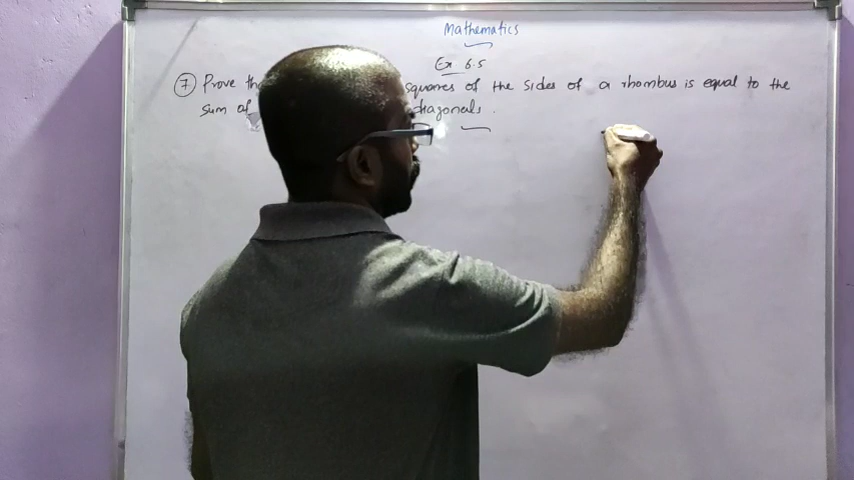 Mathematics
Ex 6.5
7 Prove squares of the sides of a rhombus is equal to the
sum of diagonals.